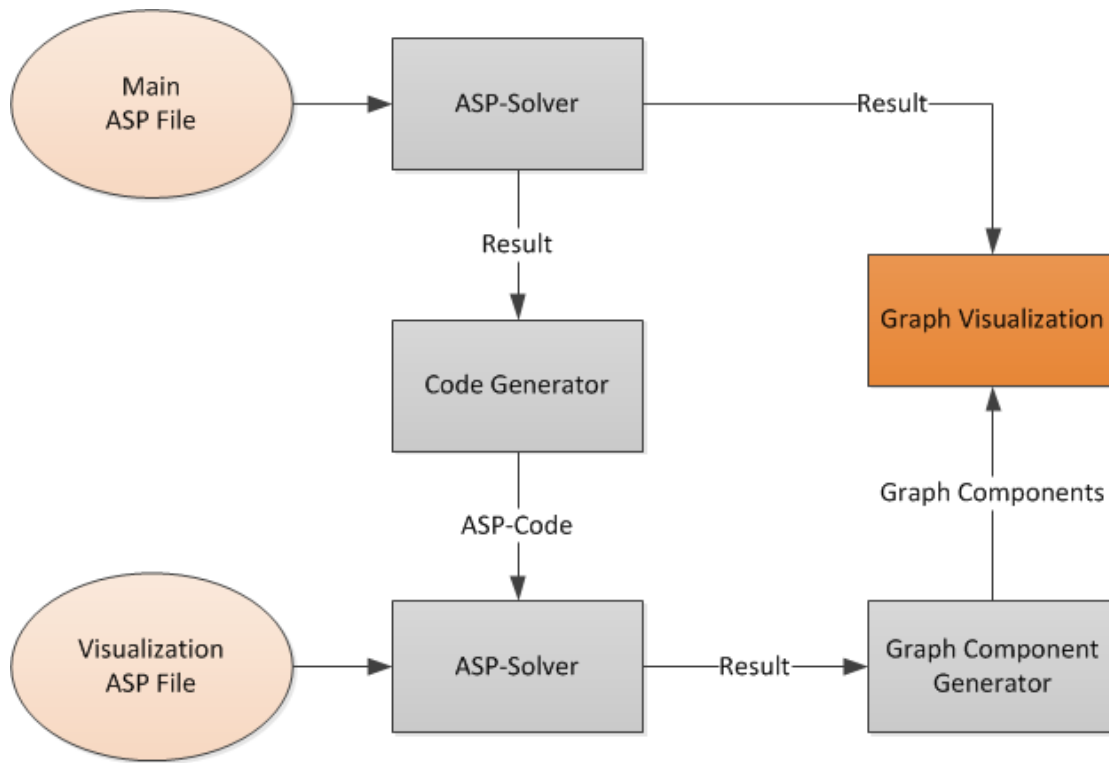 Main
ASP File
ASP-Solver
Result
Result
Graph Visualization
Code Generator
Graph Components
ASP-Code
Visualization
ASP File
ASP-Solver
Result
Graph Component
Generator